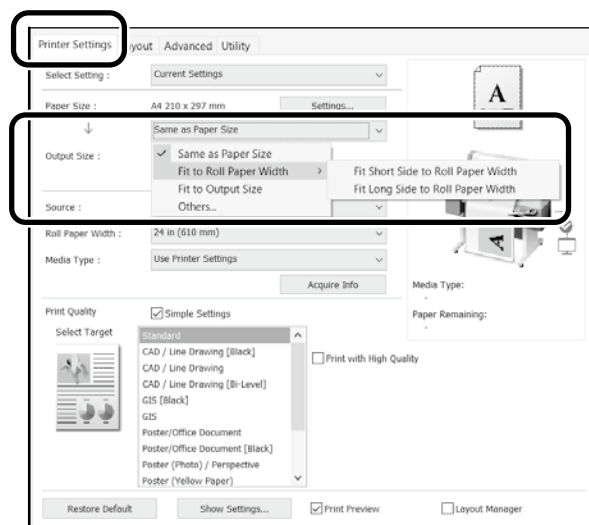 Printer Settings yout Advanced Utility
Select Setting : Current Settings
Paper Size : A4 210 x 297 mm Settings...
Same as Paper Size
Output Size : Same as Paper Size
Fit to Roll Paper Width Fit Short Side to Roll Paper Width
Fit to Output Size Fit Long Side to Roll Paper Width
Others...
Source :
Roll Paper Width : 24 in (610 mm)
Media Type : Use Printer Settings
Acquire Info
A
A
Media Type:
-
Paper Remaining:
-
Print Quality Simple Settings
Select Target
Standard
CAD / Line Drawing [Black]
CAD / Line Drawing
CAD / Line Drawing [Bi-Level]
GIS [Black]
GIS
Poster/Office Document
Poster/Office Document [Black]
Poster (Photo) / Perspective
Poster (Yellow Paper)
Print with High Quality
Restore Default Show Settings... Print Preview Layout Manager